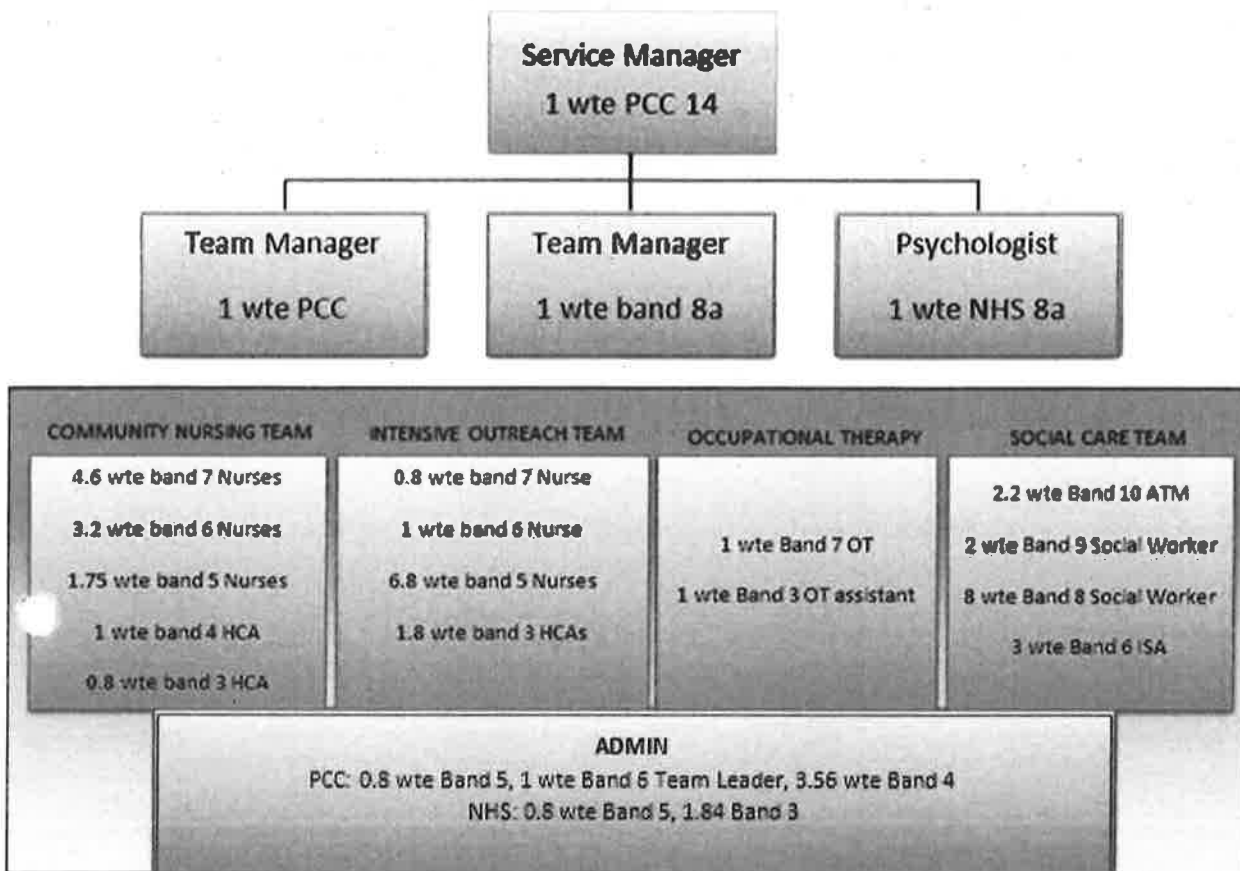 Service Manager
1 wte PCC 14
Team Manager
1 wte PCC
Team Manager
1 wte band 8a
Psychologist
1 wte NHS 8a
COMMUNITY NURSING TEAM
4.6 wte band 7 Nurses
3.2 wte band 6 Nurses
1.75 wte band 5 Nurses
1 wte band 4 HCA
0.8 wte band 3 HCA
INTENSIVE OUTREACH TEAM
0.8 wte band 7 Nurse
1 wte band 6 Nurse
6.8 wte band 5 Nurses
1.8 wte band 3 HCAs
OCCUPATIONAL THERAPY
1 wte Band 7 OT
1 wte Band 3 OT assistant
SOCIAL CARE TEAM
2.2 wte Band 10 ATM
2 wte Band 9 Social Worker
8 wte Band 8 Social Worker
3 wte Band 6 ISA
ADMIN
PCC: 0.8 wte Band 5, 1 wte Band 6 Team Leader, 3.56 wte Band 4
NHS: 0.8 wte Band 5, 1.84 Band 3